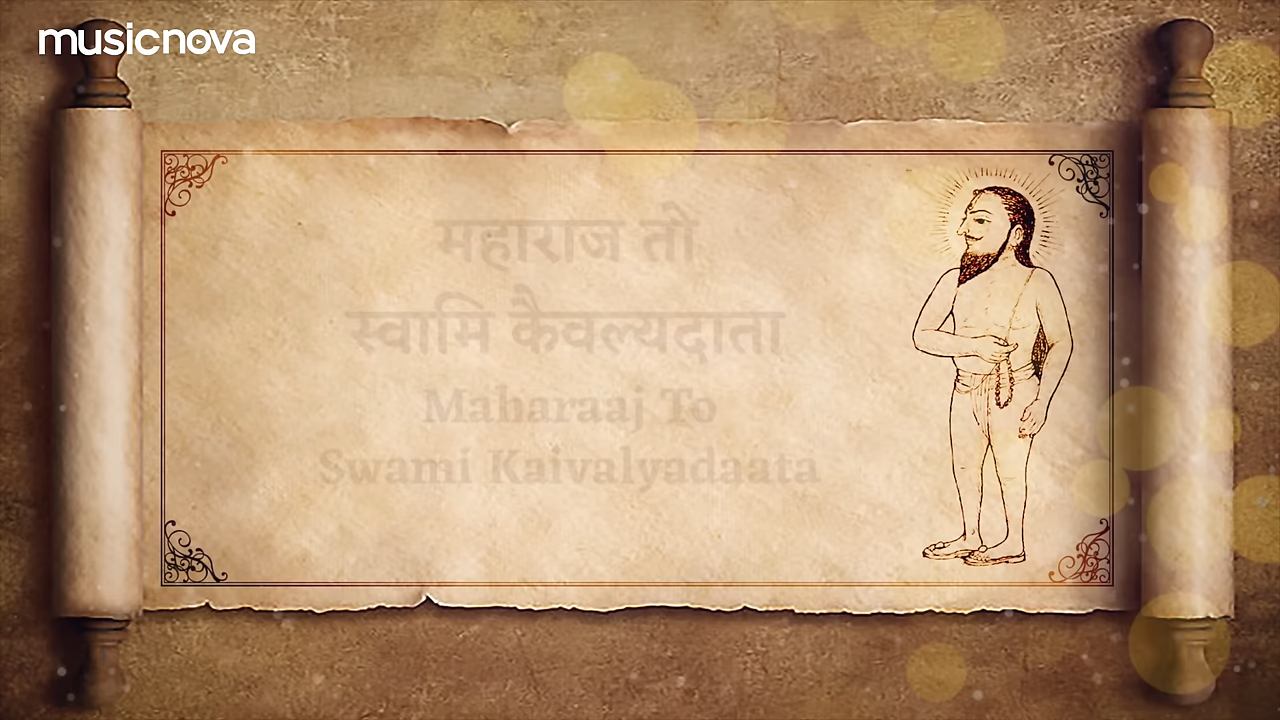 musicnova
महाराज तो
स्वामि कैवल्यदाता
Maharaaj To
Swami Kaivalyadaata